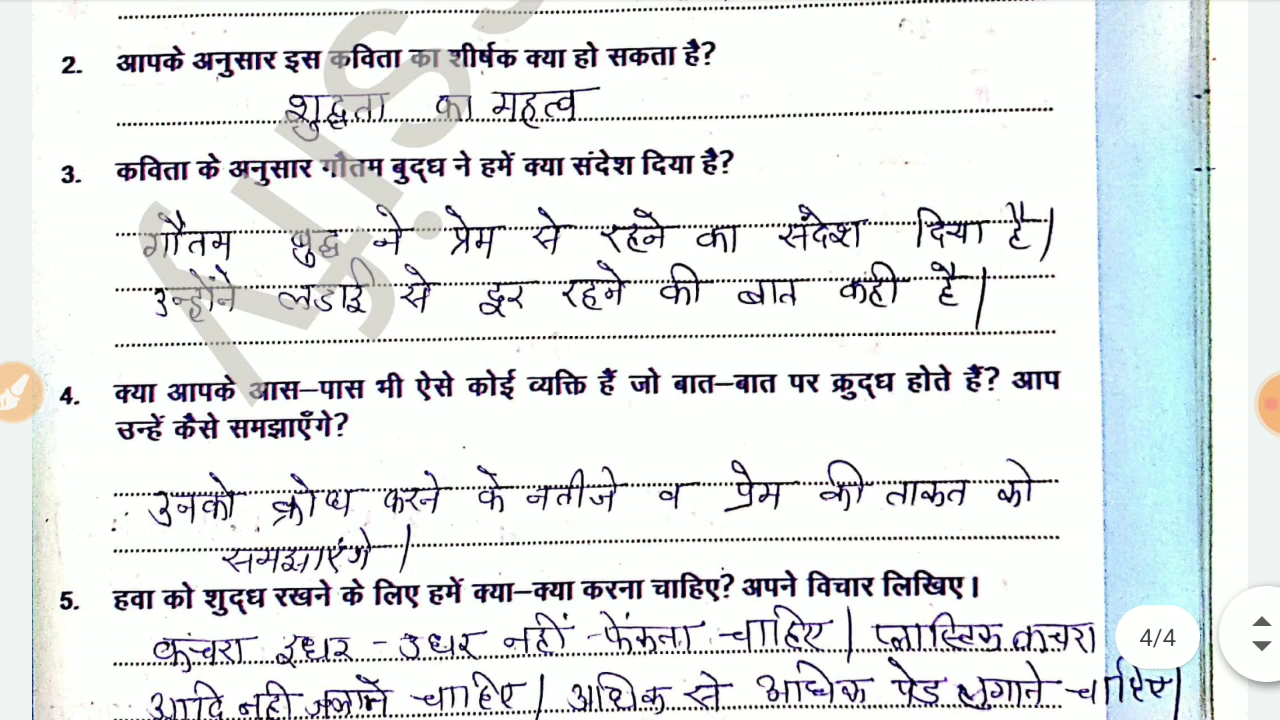 2. आपके अनुसार इस कविता का शीर्षक क्या हो सकता है?
शुद्धता का महत्व
3. कविता के अनुसार गौतम बुद्ध ने हमें क्या संदेश दिया है?
गौतम बुद्ध ने प्रेम से रहने का संदेश दिया है।
उन्होंने लडाई से दूर रहने की बात कही है।
4. क्या आपके आस–पास भी ऐसे कोई व्यक्ति हैं जो बात–बात पर क्रुद्ध होते हैं? आप
उन्हें कैसे समझाएँगे?
उनको क्रोध करने के नतीजे व प्रेम की ताकत को
समझाएंगे।
5. हवा को शुद्ध रखने के लिए हमें क्या–क्या करना चाहिए? अपने विचार लिखिए।
कचरा इधर - उधर नहीं फेंकना चाहिए। प्लास्टिक कचरा
4/4
आदि नही जलाने चाहिए। अधिक से अधिक पेड लगाने चाहिए।